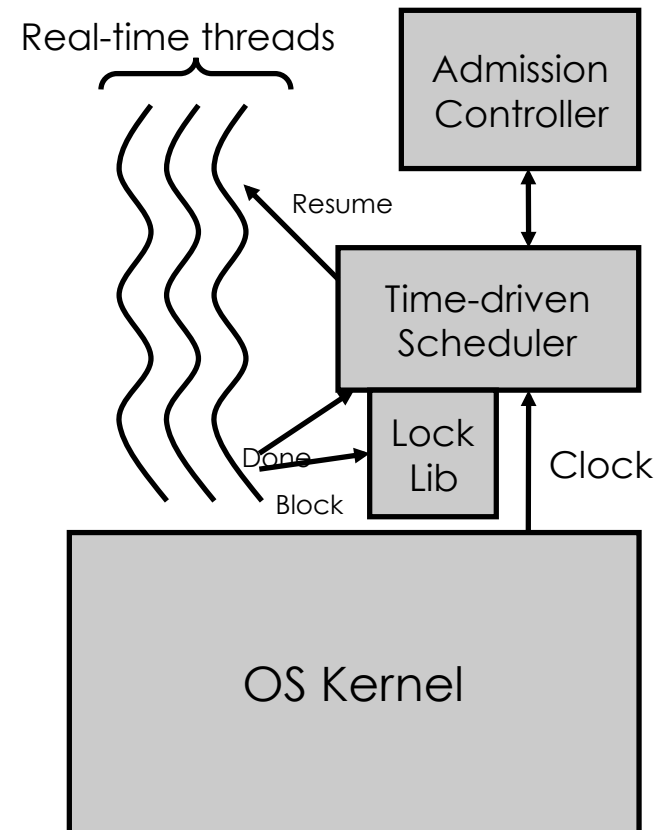 Real-time threads
Admission
Controller
Resume
Time-driven
Scheduler
Done
Lock
Lib
Clock
Block
OS Kernel